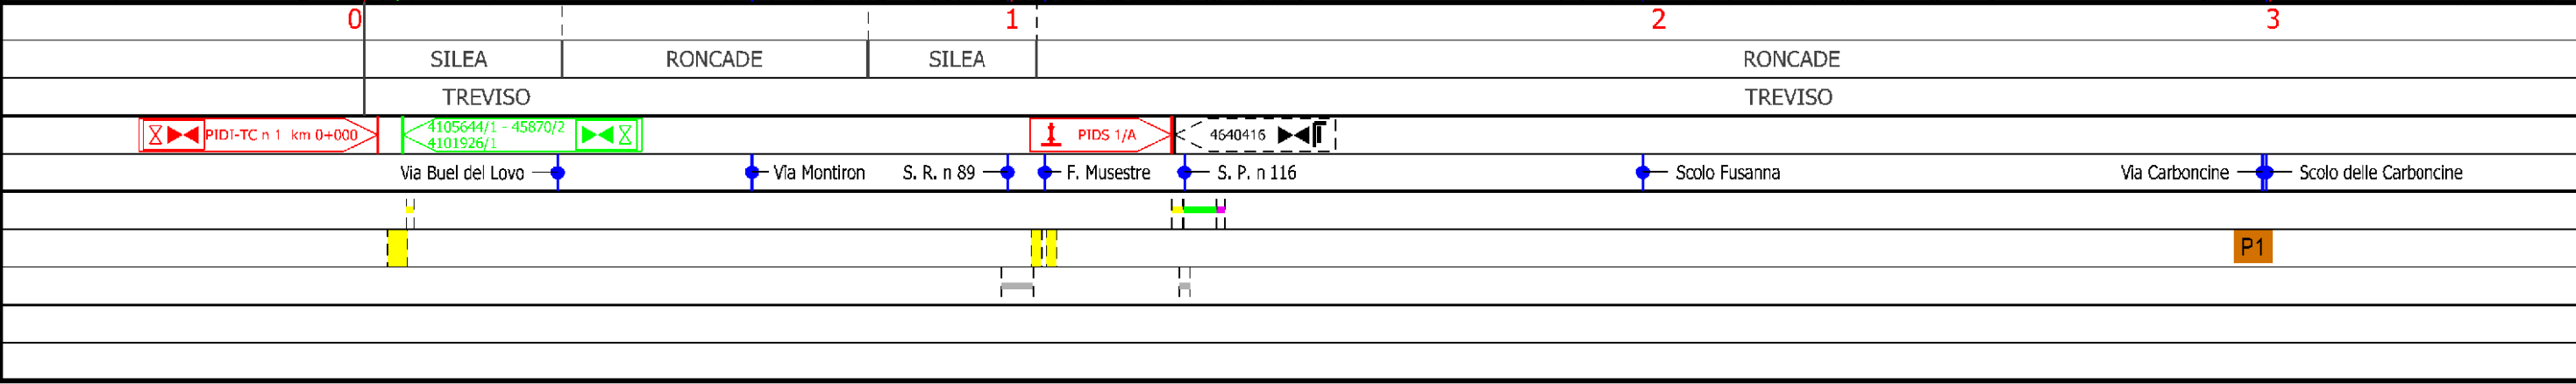 0 1 2 3
SILEA RONCADE SILEA RONCADE
TREVISO TREVISO
PIDI-TC n 1 km 0+000 4105644/1 - 45870/2 PIDS 1/A 4640416
4101926/1
Via Buel del Lovo Via Montiron S. R. n 89 F. Musestre S. P. n 116 Scolo Fusanna Via Carboncine Scolo delle Carboncine
P1